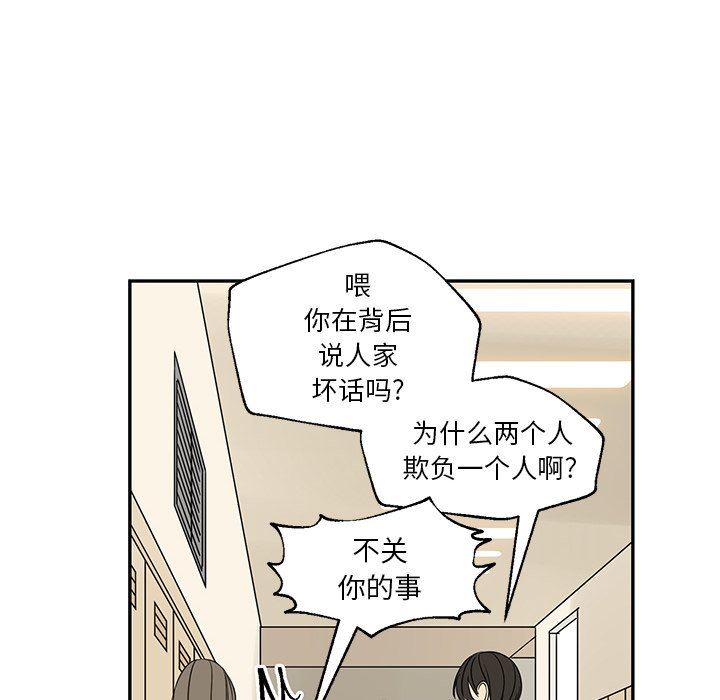 喂
你在背后
说人家
坏话吗?
为什么两个人
欺负一个人啊?
不关
你的事